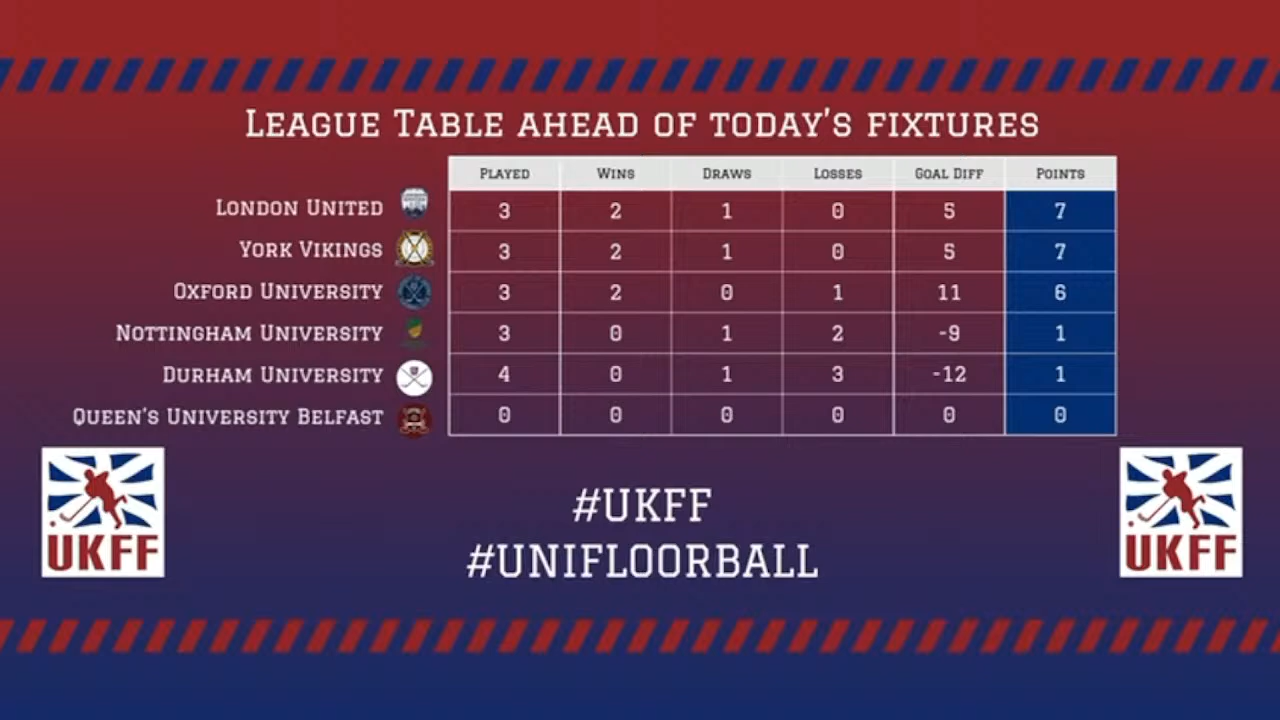 LEAGUE TABLE AHEAD OF TODAY'S FIXTURES
PLAYED WINS DRAWS LOSSES GOAL DIFF POINTS
LONDON UNITED 3 2 1 0 5 7
YORK VIKINGS 3 2 1 0 5 7
OXFORD UNIVERSITY 3 2 0 1 11 6
NOTTINGHAM UNIVERSITY 3 0 1 2 -9 1
DURHAM UNIVERSITY 4 0 1 3 -12 1
QUEEN'S UNIVERSITY BELFAST 0 0 0 0 0 0
#UKFF
#UNIFLOORBALL
UKFF
UKFF